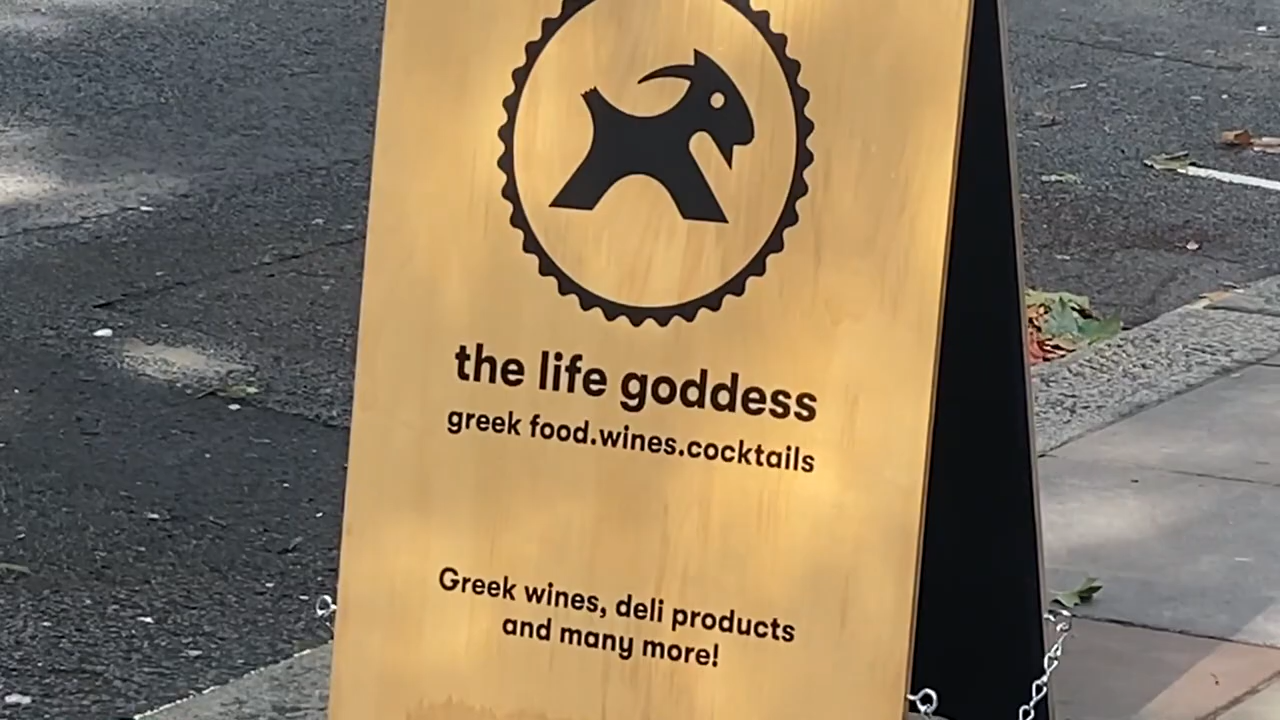 the life goddess
greek food.wines.cocktails
Greek wines, deli products
and many more!